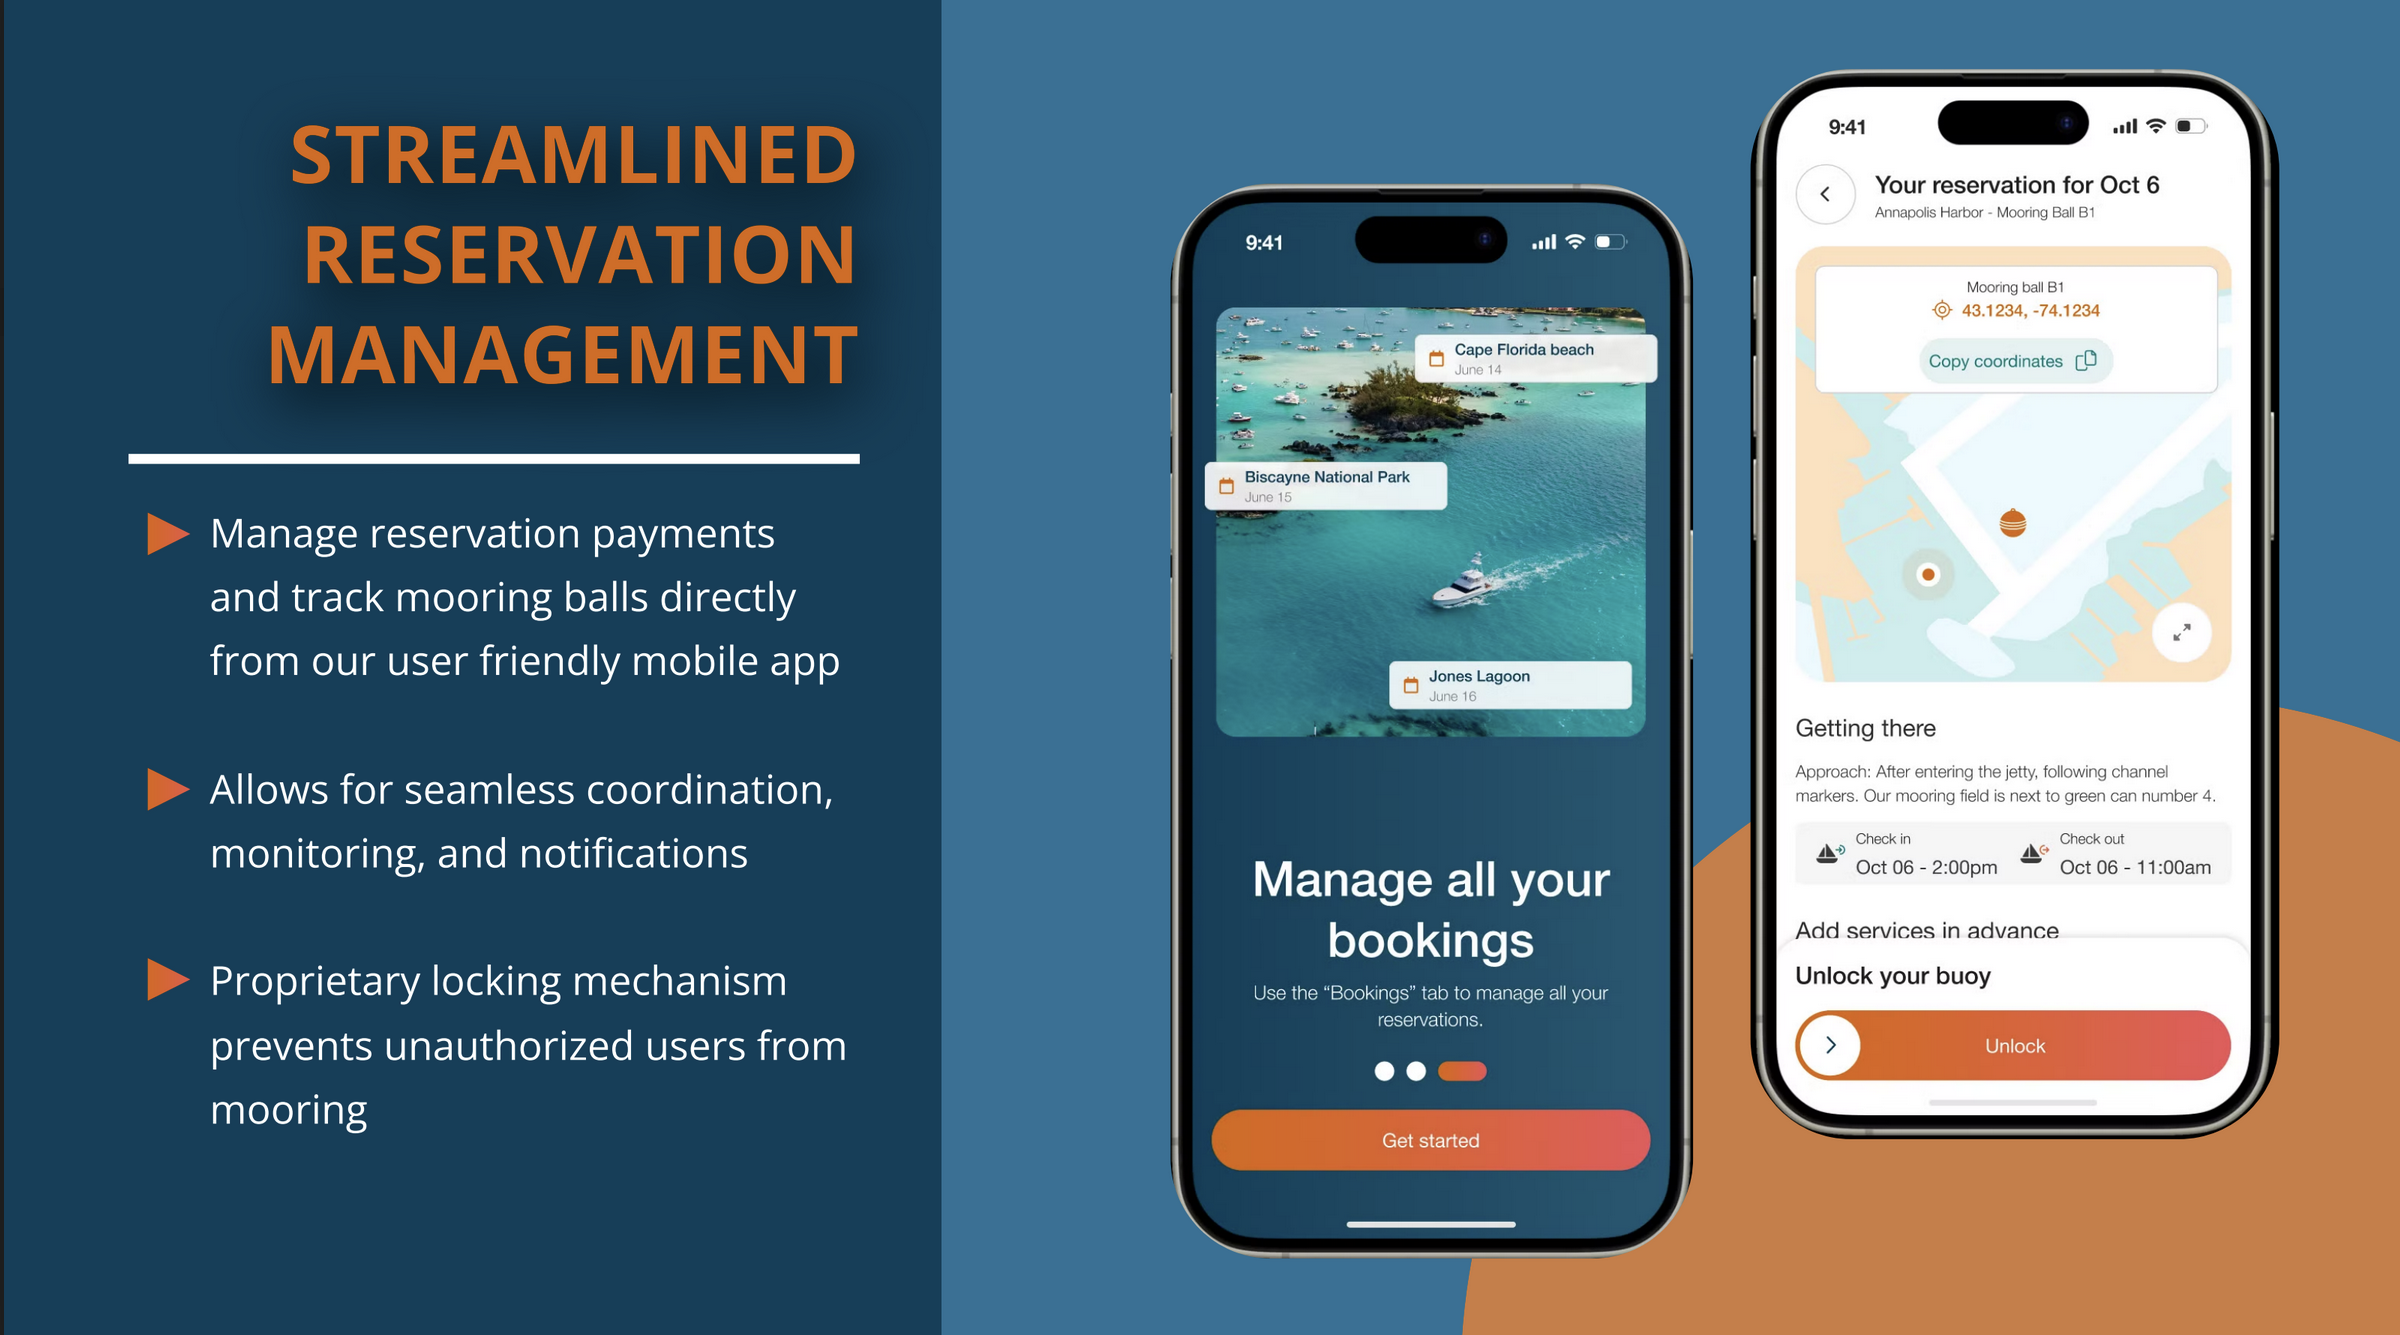 STREAMLINED
RESERVATION
MANAGEMENT
Manage reservation payments
and track mooring balls directly
from our user friendly mobile app
Allows for seamless coordination,
monitoring, and notifications
Proprietary locking mechanism
prevents unauthorized users from
mooring
9:41
Cape Florida beach
June 14
Biscayne National Park
June 15
Jones Lagoon
June 16
Manage all your
bookings
Use the “Bookings” tab to manage all your
reservations.
Get started
9:41
Your reservation for Oct 6
Annapolis Harbor - Mooring Ball B1
Mooring ball B1
43.1234, -74.1234
Copy coordinates
Getting there
Approach: After entering the jetty, following channel
markers. Our mooring field is next to green can number 4.
Check in
Oct 06 - 2:00pm
Check out
Oct 06 - 11:00am
Add services in advance
Unlock your buoy
Unlock